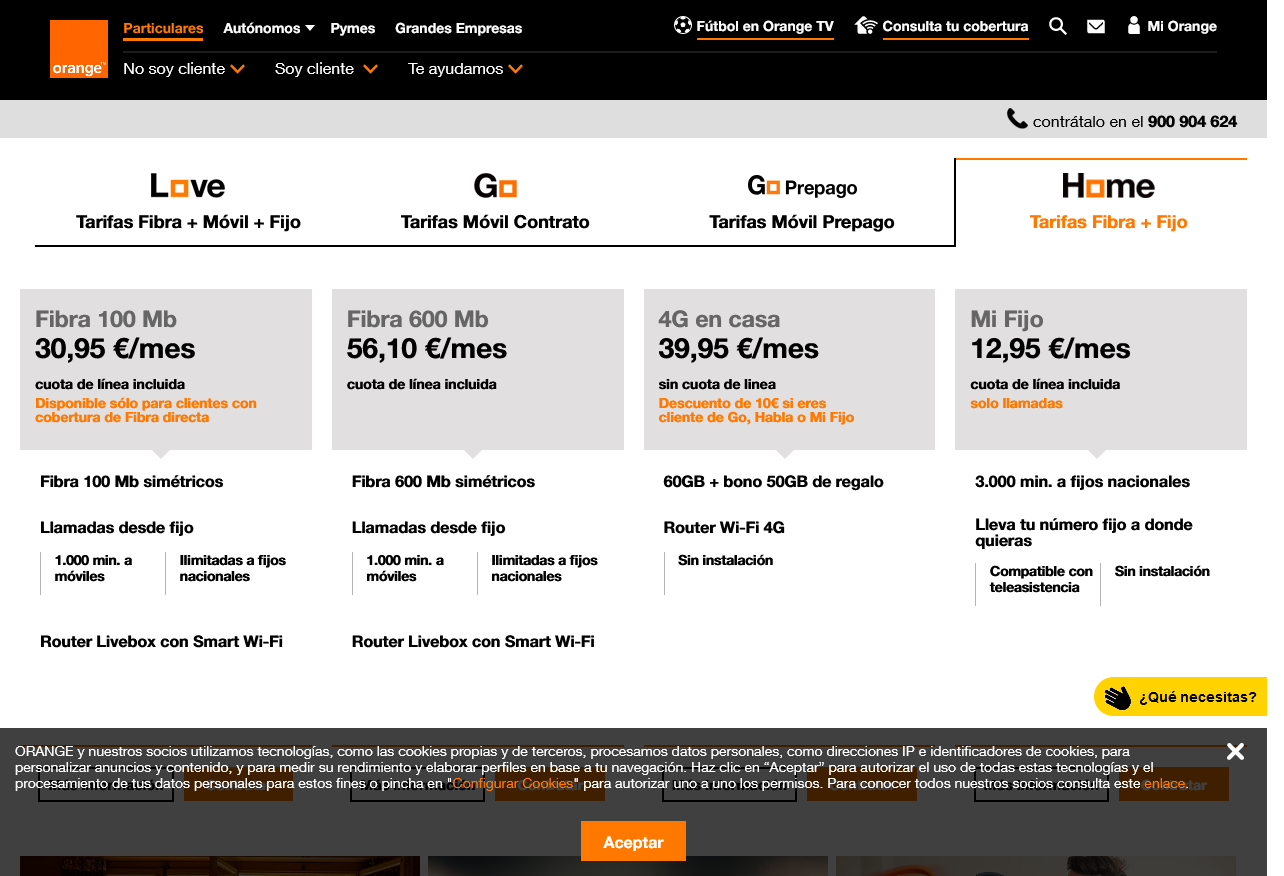 Particulares
Autónomos
Pymes
Grandes Empresas
Fútbol en Orange TV
Consulta tu cobertura
Mi Orange
orange™
No soy cliente
Soy cliente
Te ayudamos
contrátalo en el 900 904 624
Love
Tarifas Fibra + Móvil + Fijo
Go
Tarifas Móvil Contrato
Go Prepago
Tarifas Móvil Prepago
Home
Tarifas Fibra + Fijo
Fibra 100 Mb
30,95 €/mes
cuota de línea incluida
Disponible sólo para clientes con
cobertura de Fibra directa
Fibra 100 Mb simétricos
Llamadas desde fijo
1.000 min. a
móviles
Ilimitadas a fijos
nacionales
Router Livebox con Smart Wi-Fi
Fibra 600 Mb
56,10 €/mes
cuota de línea incluida
Fibra 600 Mb simétricos
Llamadas desde fijo
1.000 min. a
móviles
Ilimitadas a fijos
nacionales
Router Livebox con Smart Wi-Fi
4G en casa
39,95 €/mes
sin cuota de linea
Descuento de 10€ si eres
cliente de Go, Habla o Mi Fijo
60GB + bono 50GB de regalo
Router Wi-Fi 4G
Sin instalación
Mi Fijo
12,95 €/mes
cuota de línea incluida
solo llamadas
3.000 min. a fijos nacionales
Lleva tu número fijo a donde
quieras
Compatible con
teleasistencia
Sin instalación
¿Qué necesitas?
ORANGE y nuestros socios utilizamos tecnologías, como las cookies propias y de terceros, procesamos datos personales, como direcciones IP e identificadores de cookies, para
personalizar anuncios y contenido, y para medir su rendimiento y elaborar perfiles en base a tu navegación. Haz clic en “Aceptar” para autorizar el uso de todas estas tecnologías y el
procesamiento de tus datos personales para estos fines o pincha en "Configurar Cookies" para autorizar uno a uno los permisos. Para conocer todos nuestros socios consulta este enlace.
Aceptar